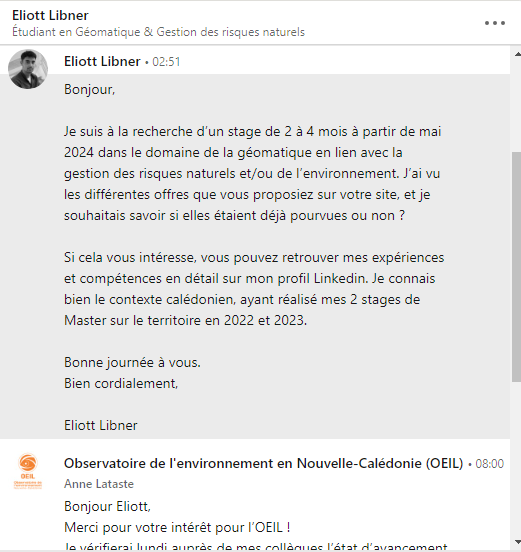 Eliott Libner
Étudiant en Géomatique & Gestion des risques naturels
Eliott Libner • 02:51
Bonjour,
Je suis à la recherche d'un stage de 2 à 4 mois à partir de mai
2024 dans le domaine de la géomatique en lien avec la
gestion des risques naturels et/ou de l'environnement. J'ai vu
les différentes offres que vous proposiez sur votre site, et je
souhaitais savoir si elles étaient déjà pourvues ou non ?
Si cela vous intéresse, vous pouvez retrouver mes expériences
et compétences en détail sur mon profil Linkedin. Je connais
bien le contexte calédonien, ayant réalisé mes 2 stages de
Master sur le territoire en 2022 et 2023.
Bonne journée à vous.
Bien cordialement,
Eliott Libner
OEIL
Observatoire de l'environnement en Nouvelle-Calédonie (OEIL) • 08:00
Anne Lataste
Bonjour Eliott,
Merci pour votre intérêt pour l'OEIL !
Je vérifierai lundi auprès de mes collègues l'état d'avancement